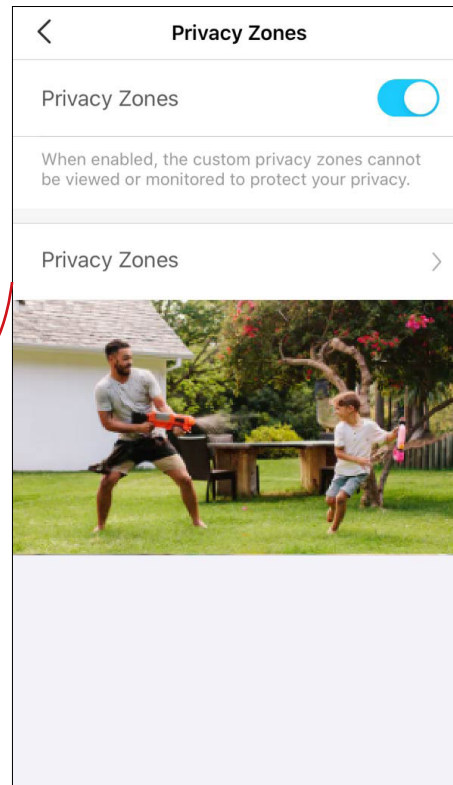 Privacy Zones
Privacy Zones
When enabled, the custom privacy zones cannot
be viewed or monitored to protect your privacy.
Privacy Zones